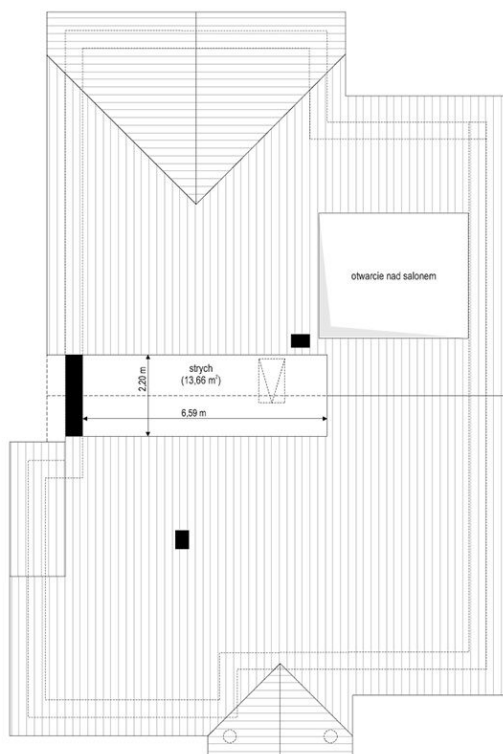 otwarcie nad salonem
strych
(13,66 m²)
2,20 m
6,59 m